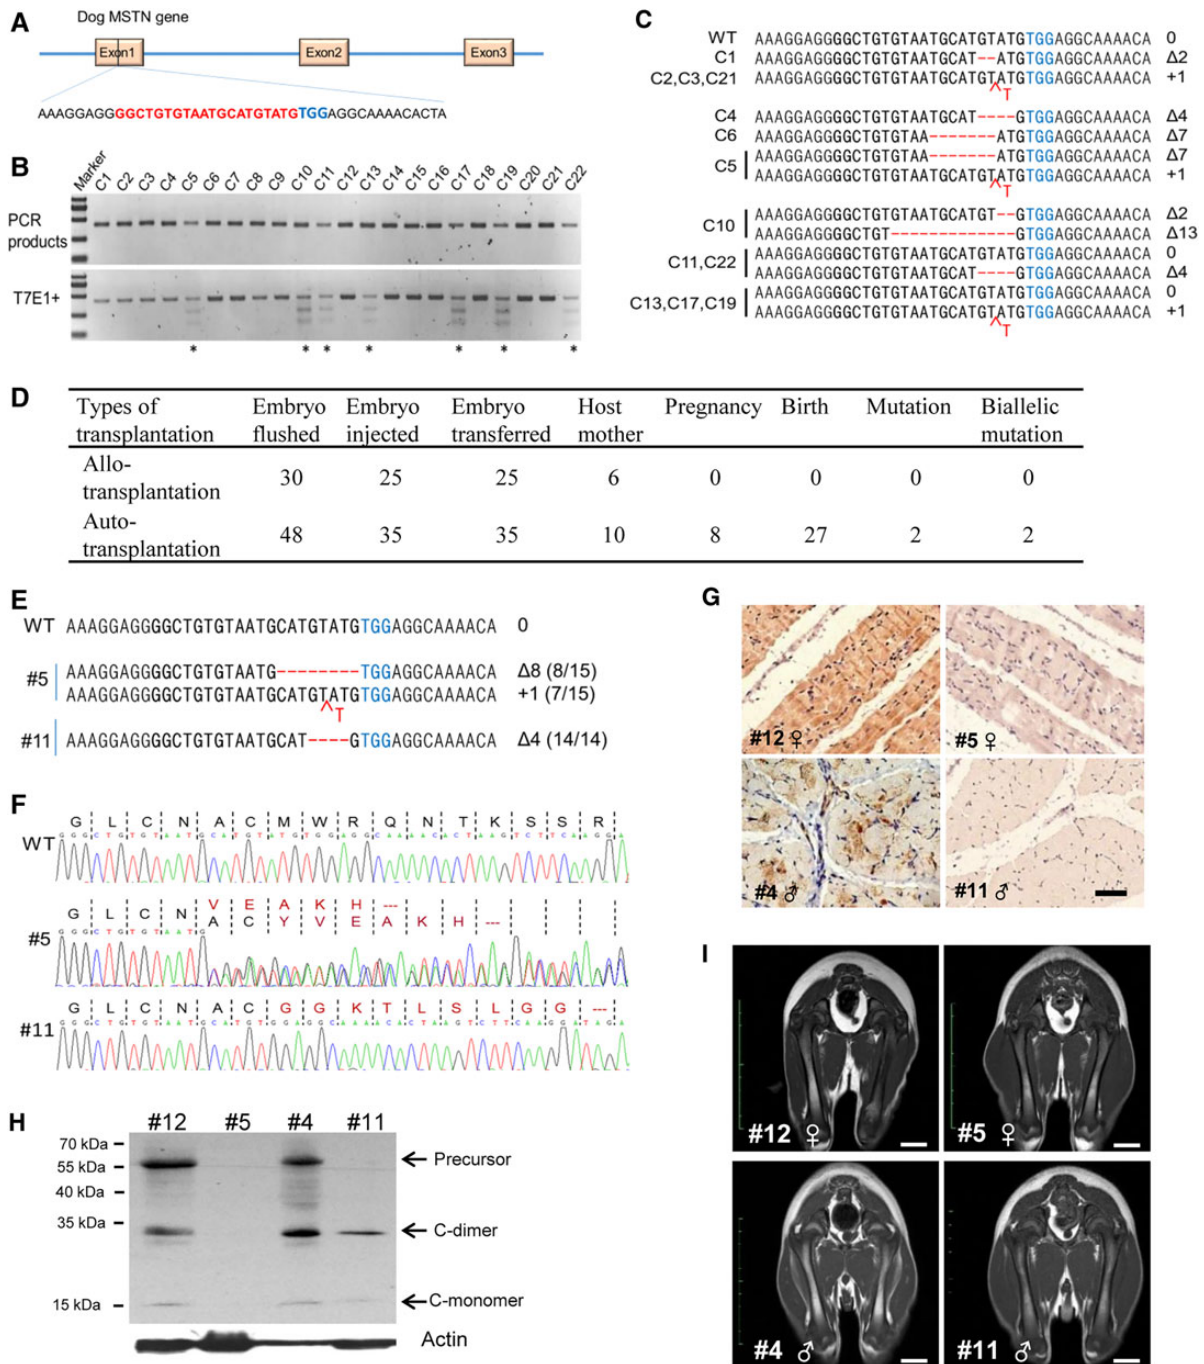 A
Dog MSTN gene
Exon1
Exon2
Exon3
AAAGGAGGGGCTGTGTAATGCATGTATGTGGAGGCAAAACACTA
B
Marker
C1
C2
C3
C4
C5
C6
C7
C8
C9
C10
C11
C12
C13
C14
C15
C16
C17
C18
C19
C20
C21
C22
PCR
products
T7E1+
* * * * * * *
C
WT AAAGGAGGGGCTGTGTAATGCATGTATGTGGAGGCAAAACA 0
C1 AAAGGAGGGGCTGTGTAATGCAT--ATGTGGAGGCAAAACA Δ2
C2,C3,C21 AAAGGAGGGGCTGTGTAATGCATGTATGTGGAGGCAAAACA +1
T
C4 AAAGGAGGGGCTGTGTAATGCAT----GTGGAGGCAAAACA Δ4
C6 AAAGGAGGGGCTGTGTAA-------ATGTGGAGGCAAAACA Δ7
C5 AAAGGAGGGGCTGTGTAA-------ATGTGGAGGCAAAACA Δ7
AAAGGAGGGGCTGTGTAATGCATGTATGTGGAGGCAAAACA +1
T
C10 AAAGGAGGGGCTGTGTAATGCATGT--GTGGAGGCAAAACA Δ2
AAAGGAGGGGCTGT-------------GTGGAGGCAAAACA Δ13
C11,C22 AAAGGAGGGGCTGTGTAATGCATGTATGTGGAGGCAAAACA 0
AAAGGAGGGGCTGTGTAATGCAT----GTGGAGGCAAAACA Δ4
C13,C17,C19 AAAGGAGGGGCTGTGTAATGCATGTATGTGGAGGCAAAACA 0
AAAGGAGGGGCTGTGTAATGCATGTATGTGGAGGCAAAACA +1
T
D
Types of transplantation Embryo flushed Embryo injected Embryo transferred Host mother Pregnancy Birth Mutation Biallelic mutation
Allo-transplantation 30 25 25 6 0 0 0 0
Auto-transplantation 48 35 35 10 8 27 2 2
E
WT AAAGGAGGGGCTGTGTAATGCATGTATGTGGAGGCAAAACA 0
#5 AAAGGAGGGGCTGTGTAATG--------TGGAGGCAAAACA Δ8 (8/15)
AAAGGAGGGGCTGTGTAATGCATGTATGTGGAGGCAAAACA +1 (7/15)
T
#11 AAAGGAGGGGCTGTGTAATGCAT----GTGGAGGCAAAACA Δ4 (14/14)
F
G L C N A C M W R Q N T K S S R
G G G C T G T G T A A T G C A T G T A T G T G G A G G C A A A A C A C T A A G T C T T C A A G G A
WT
V E A K H ---
G L C N A C Y V E A K H ---
G G G C T G T G T A A T G
#5
G L C N A C G G K T L S L G G ---
G G G C T G T G T A A T G C A T G T G G A G G C A A A A C A C T A A G T C T T C A A G G A T A G A
#11
G
#12 ♀
#5 ♀
#4 ♂
#11 ♂
H
#12 #5 #4 #11
70 kDa
55 kDa
40 kDa
35 kDa
15 kDa
Precursor
C-dimer
C-monomer
Actin
I
#12 ♀
#5 ♀
#4 ♂
#11 ♂